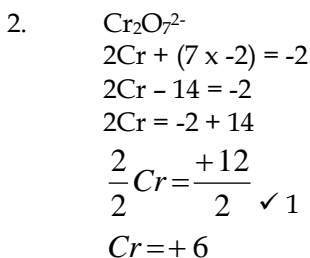 2. Cr₂O₇²⁻
2Cr + (7 x -2) = -2
2Cr – 14 = -2
2Cr = -2 + 14
2/2 Cr = +12/2 ✓ 1
Cr = + 6